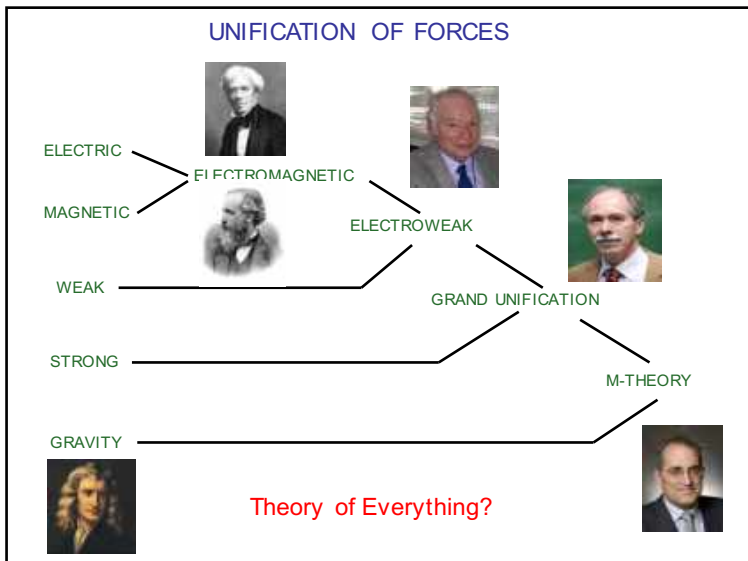 UNIFICATION OF FORCES
ELECTRIC
ELECTROMAGNETIC
MAGNETIC
ELECTROWEAK
WEAK
GRAND UNIFICATION
STRONG
M-THEORY
GRAVITY
Theory of Everything?